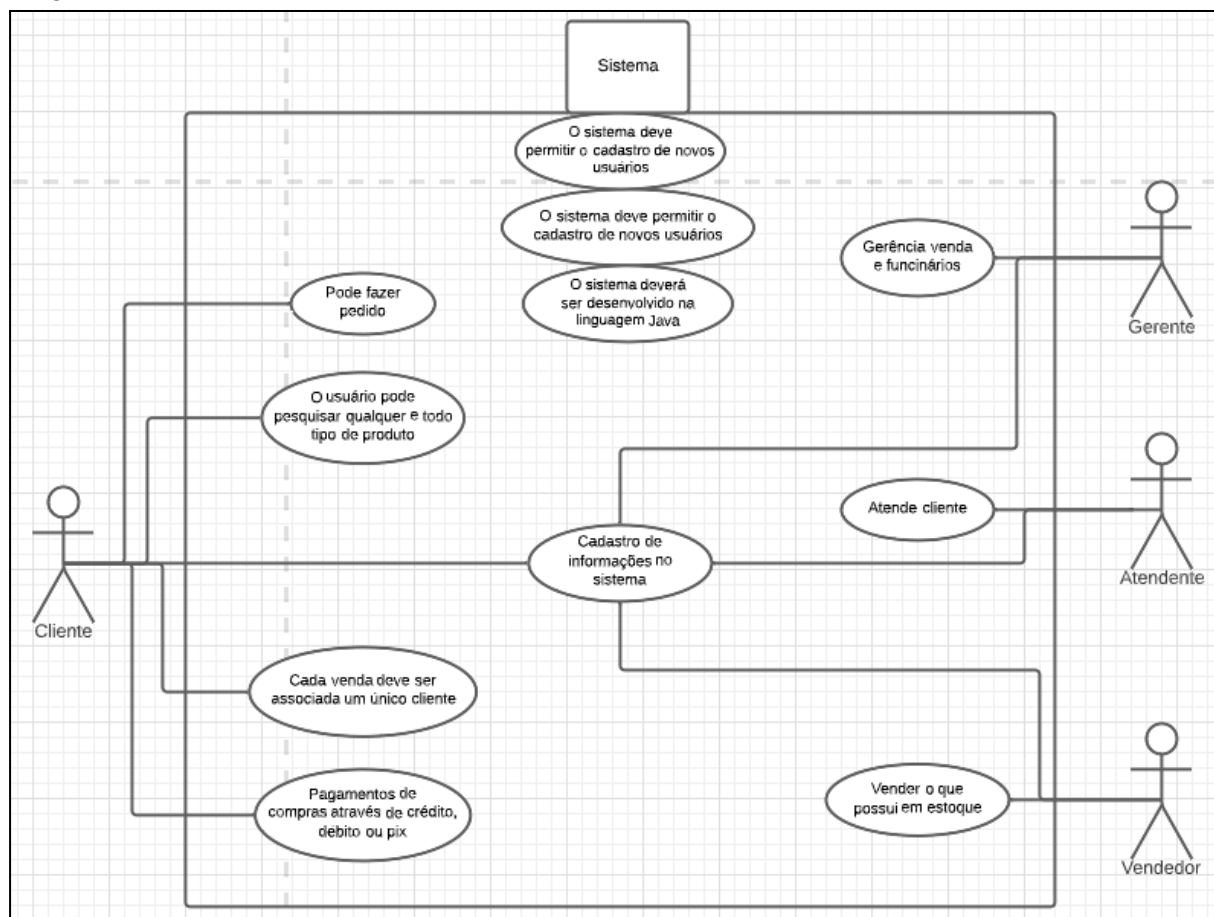 Sistema
O sistema deve
permitir o cadastro de novos
usuários
O sistema deve permitir o
cadastro de novos usuários
O sistema deverá
ser desenvolvido na
linguagem Java
Gerência venda
e funcinários
Gerente
Pode fazer
pedido
O usuário pode
pesquisar qualquer e todo
tipo de produto
Atende cliente
Atendente
Cadastro de
informações no
sistema
Cliente
Cada venda deve ser
associada um único cliente
Pagamentos de
compras através de crédito,
débito ou pix
Vender o que
possui em estoque
Vendedor